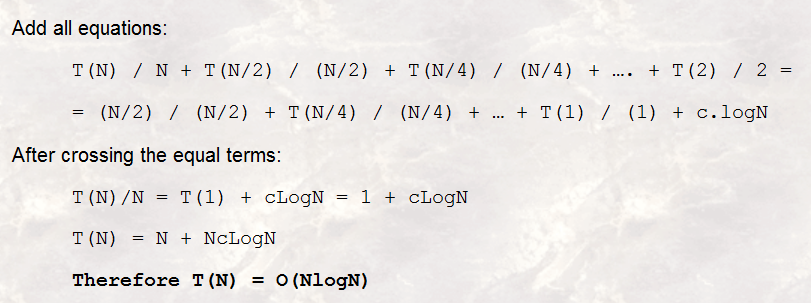 Add all equations:
T(N) / N + T(N/2) / (N/2) + T(N/4) / (N/4) + …. + T(2) / 2 =
= (N/2) / (N/2) + T(N/4) / (N/4) + … + T(1) / (1) + c.logN
After crossing the equal terms:
T(N)/N = T(1) + cLogN = 1 + cLogN
T(N) = N + NcLogN
Therefore T(N) = O(NlogN)